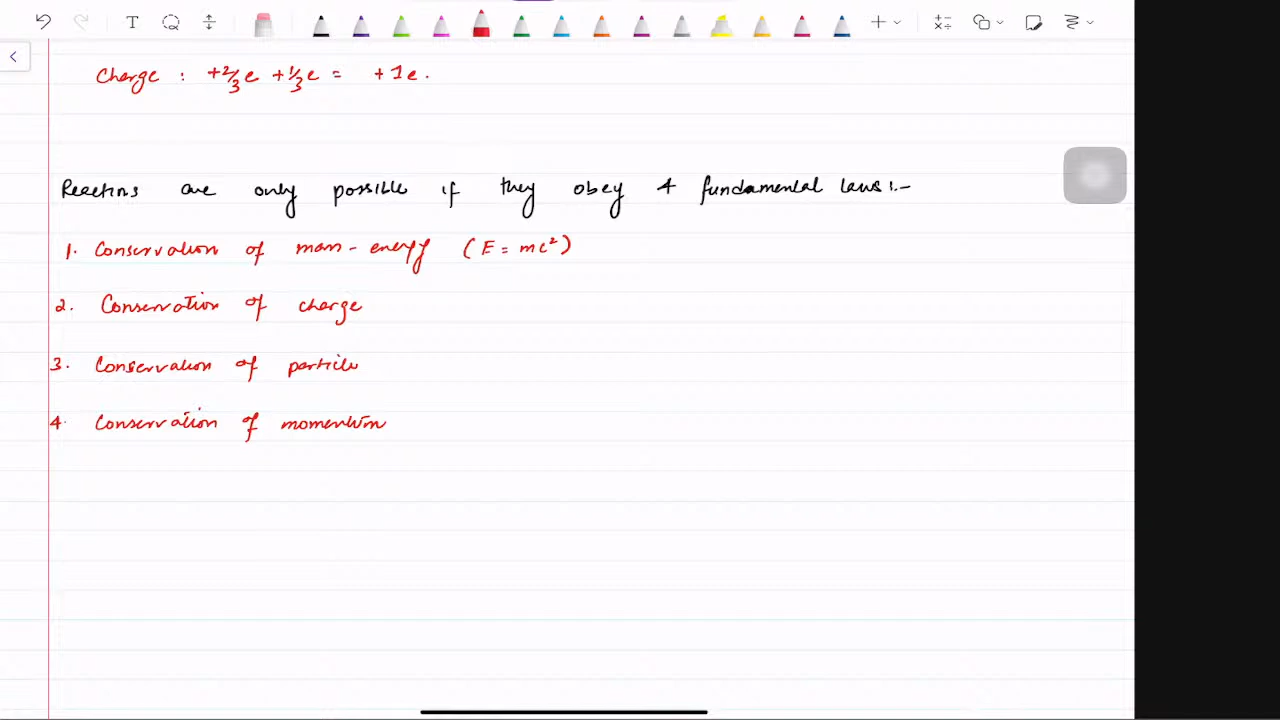 Charge : +2/3e +1/3e = +1e.
Reactions are only possible if they obey 4 fundamental laws :-
1. Conservation of mass-energy (E = mc²)
2. Conservation of charge
3. Conservation of particle
4. Conservation of momentum